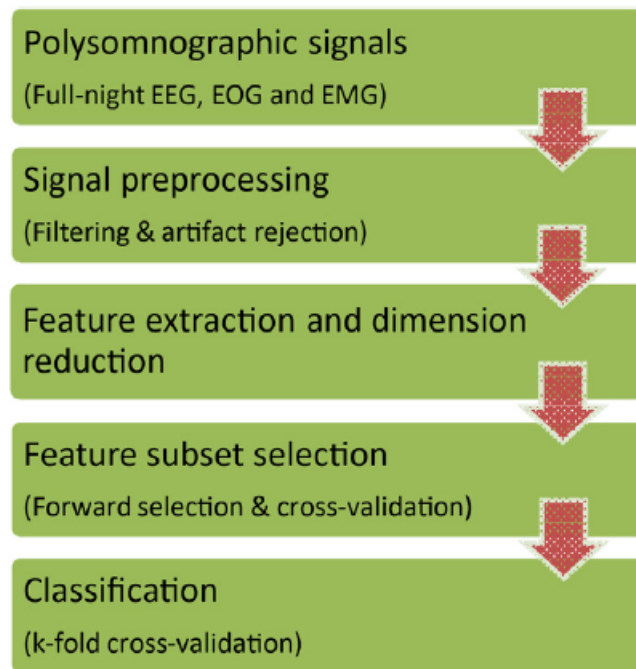 Polysomnographic signals
(Full-night EEG, EOG and EMG)
Signal preprocessing
(Filtering & artifact rejection)
Feature extraction and dimension
reduction
Feature subset selection
(Forward selection & cross-validation)
Classification
(k-fold cross-validation)